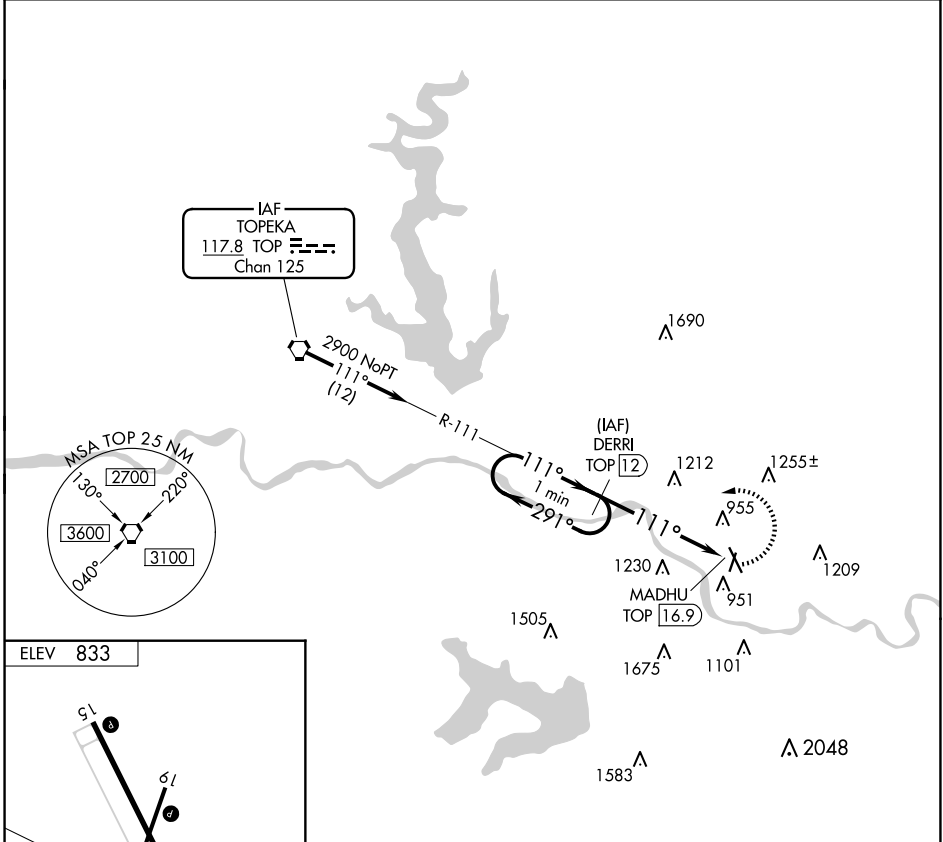 IAF
TOPEKA
117.8 TOP
Chan 125
1690
2900 NoPT
111°
(12)
R-111
(IAF)
DERRI
TOP 12
MSA TOP 25 NM
2700
130°
220°
3600
3100
040°
111°
1 min
291°
111°
1212
1255±
955
1230
1209
MADHU
TOP 16.9
951
1505
1675
1101
ELEV 833
15
19
P
P
1583
2048